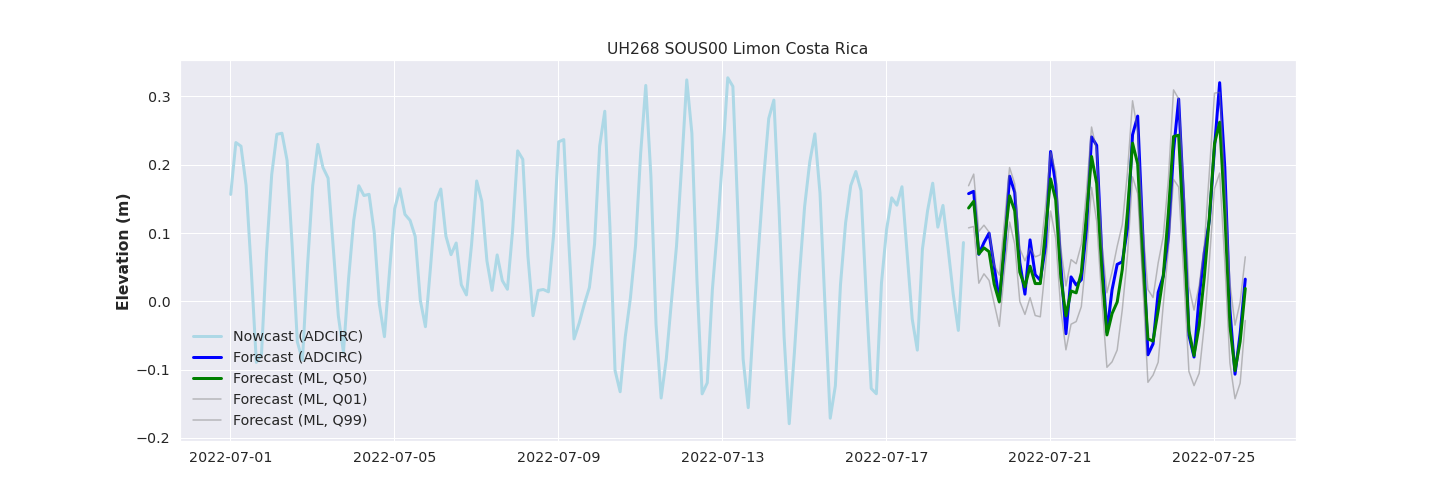 UH268 SOUS00 Limon Costa Rica
Elevation (m)
0.3
0.2
0.1
0.0
−0.1
−0.2
Nowcast (ADCIRC)
Forecast (ADCIRC)
Forecast (ML, Q50)
Forecast (ML, Q01)
Forecast (ML, Q99)
2022-07-01 2022-07-05 2022-07-09 2022-07-13 2022-07-17 2022-07-21 2022-07-25